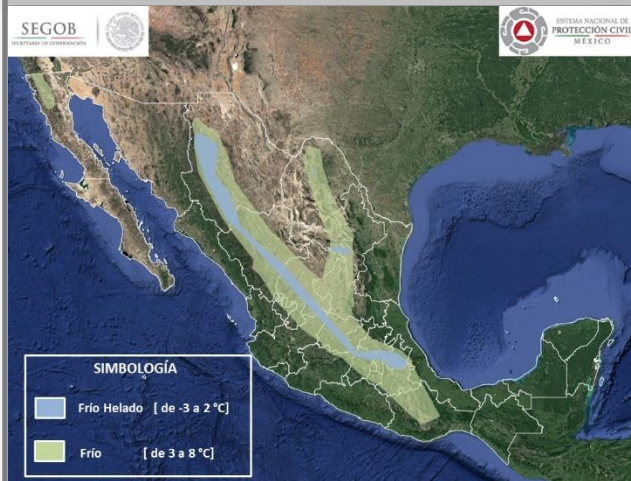 SEGOB
SECRETARÍA DE GOBERNACIÓN
SISTEMA NACIONAL DE
PROTECCIÓN CIVIL
MÉXICO
SIMBOLOGÍA
Frío Helado [ de -3 a 2 °C]
Frío [ de 3 a 8 °C]